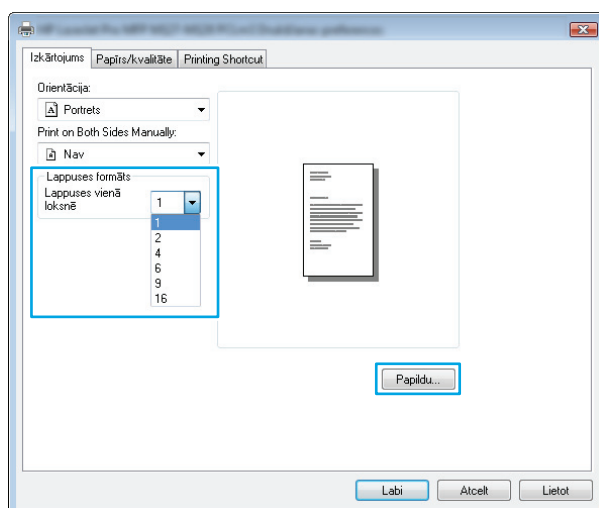 Izkārtojums Papīrs/kvalitāte Printing Shortcut
Orientācija:
Portrets
Print on Both Sides Manually:
Nav
Lappuses formāts
Lappuses vienā
loksnē
1
1
2
4
6
9
16
Papildu...
Labi Atcelt Lietot